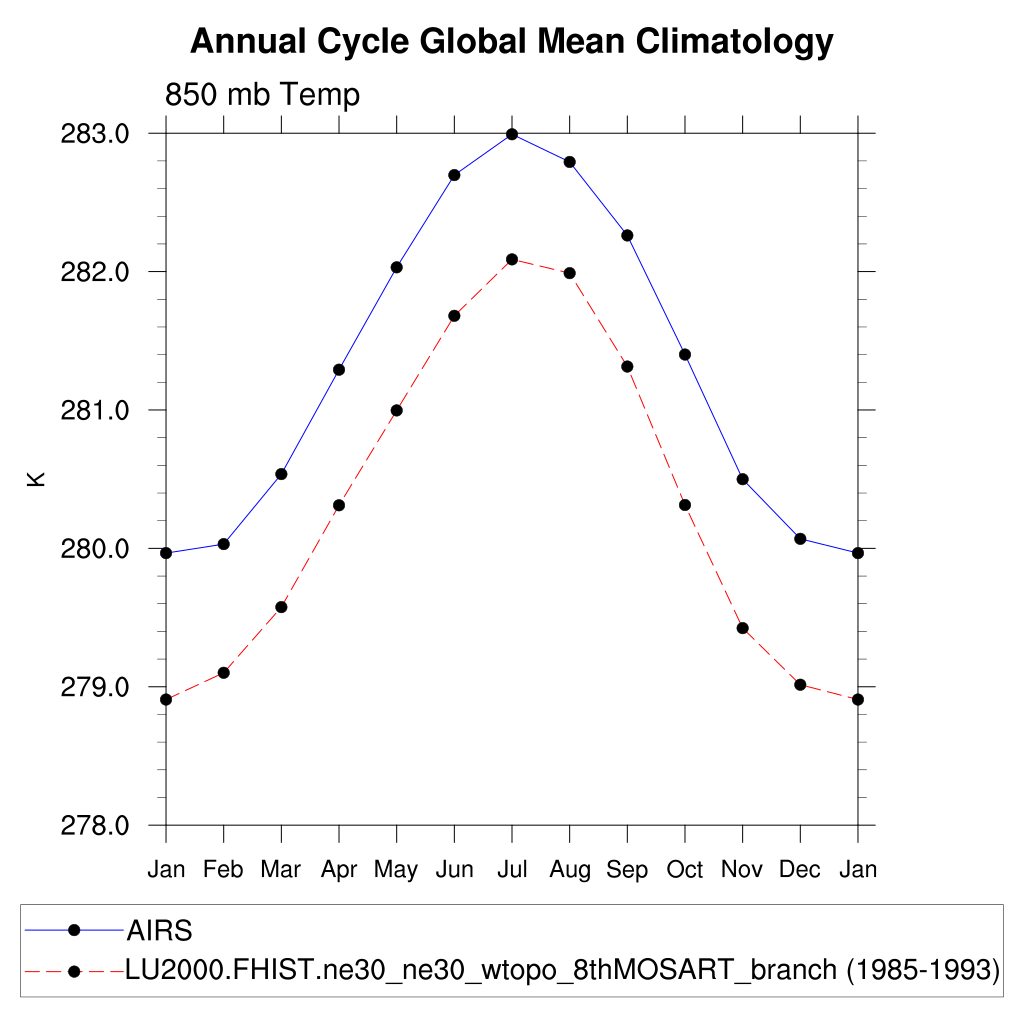 Annual Cycle Global Mean Climatology
850 mb Temp
283.0
282.0
281.0
280.0
279.0
278.0
K
Jan Feb Mar Apr May Jun Jul Aug Sep Oct Nov Dec Jan
AIRS
LU2000.FHIST.ne30_ne30_wtopo_8thMOSART_branch (1985-1993)